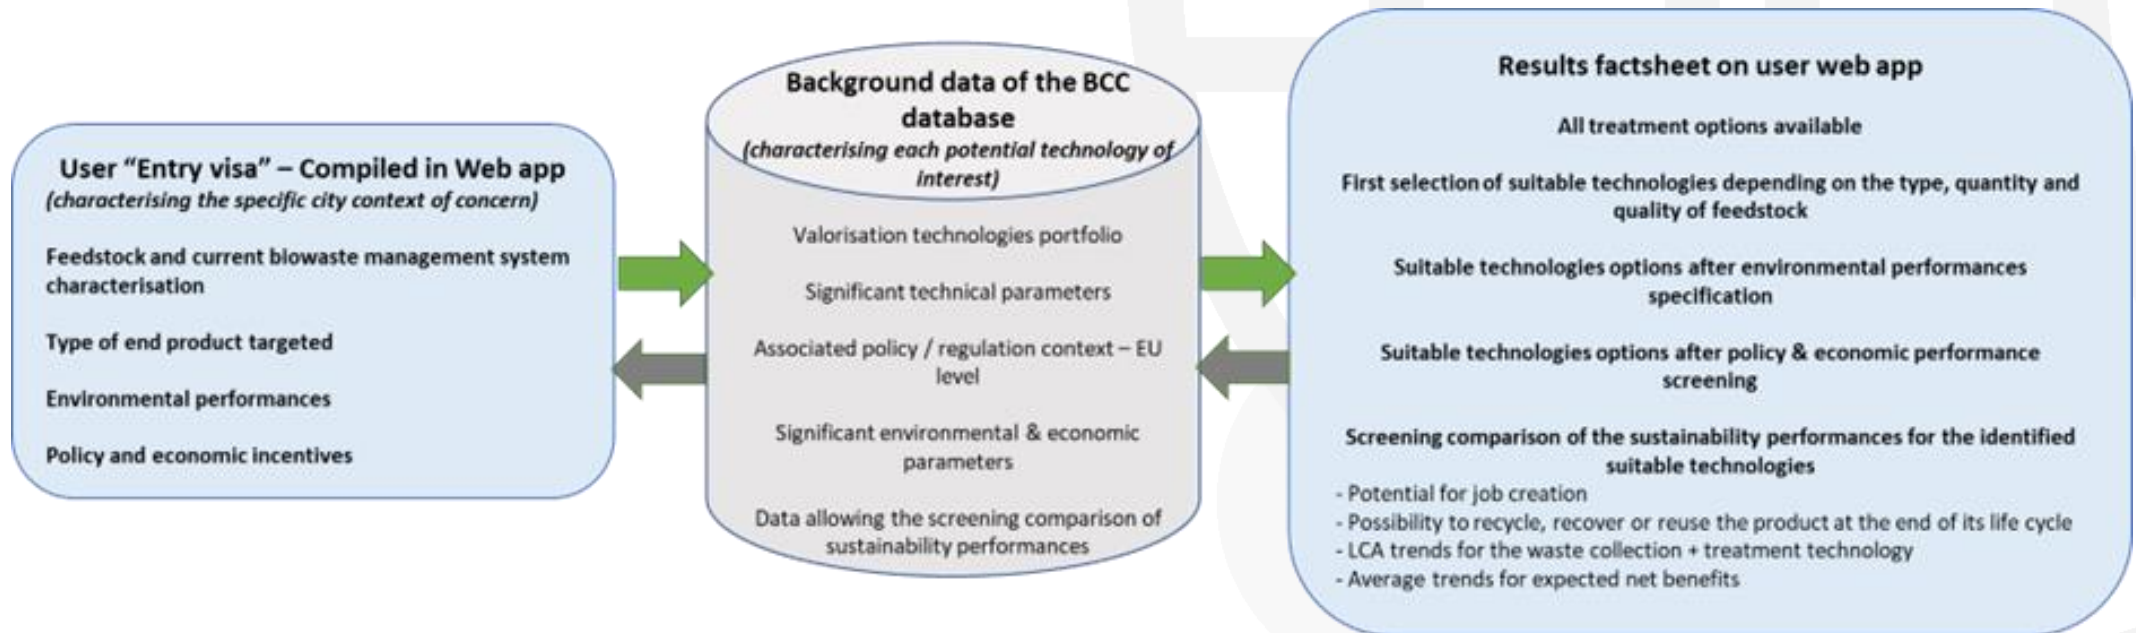 User “Entry visa” – Compiled in Web app
(characterising the specific city context of concern)
Feedstock and current biowaste management system
characterisation
Type of end product targeted
Environmental performances
Policy and economic incentives
Background data of the BCC
database
(characterising each potential technology of
interest)
Valorisation technologies portfolio
Significant technical parameters
Associated policy / regulation context – EU
level
Significant environmental & economic
parameters
Data allowing the screening comparison of
sustainability performances
Results factsheet on user web app
All treatment options available
First selection of suitable technologies depending on the type, quantity and
quality of feedstock
Suitable technologies options after environmental performances
specification
Suitable technologies options after policy & economic performance
screening
Screening comparison of the sustainability performances for the identified
suitable technologies
- Potential for job creation
- Possibility to recycle, recover or reuse the product at the end of its life cycle
- LCA trends for the waste collection + treatment technology
- Average trends for expected net benefits